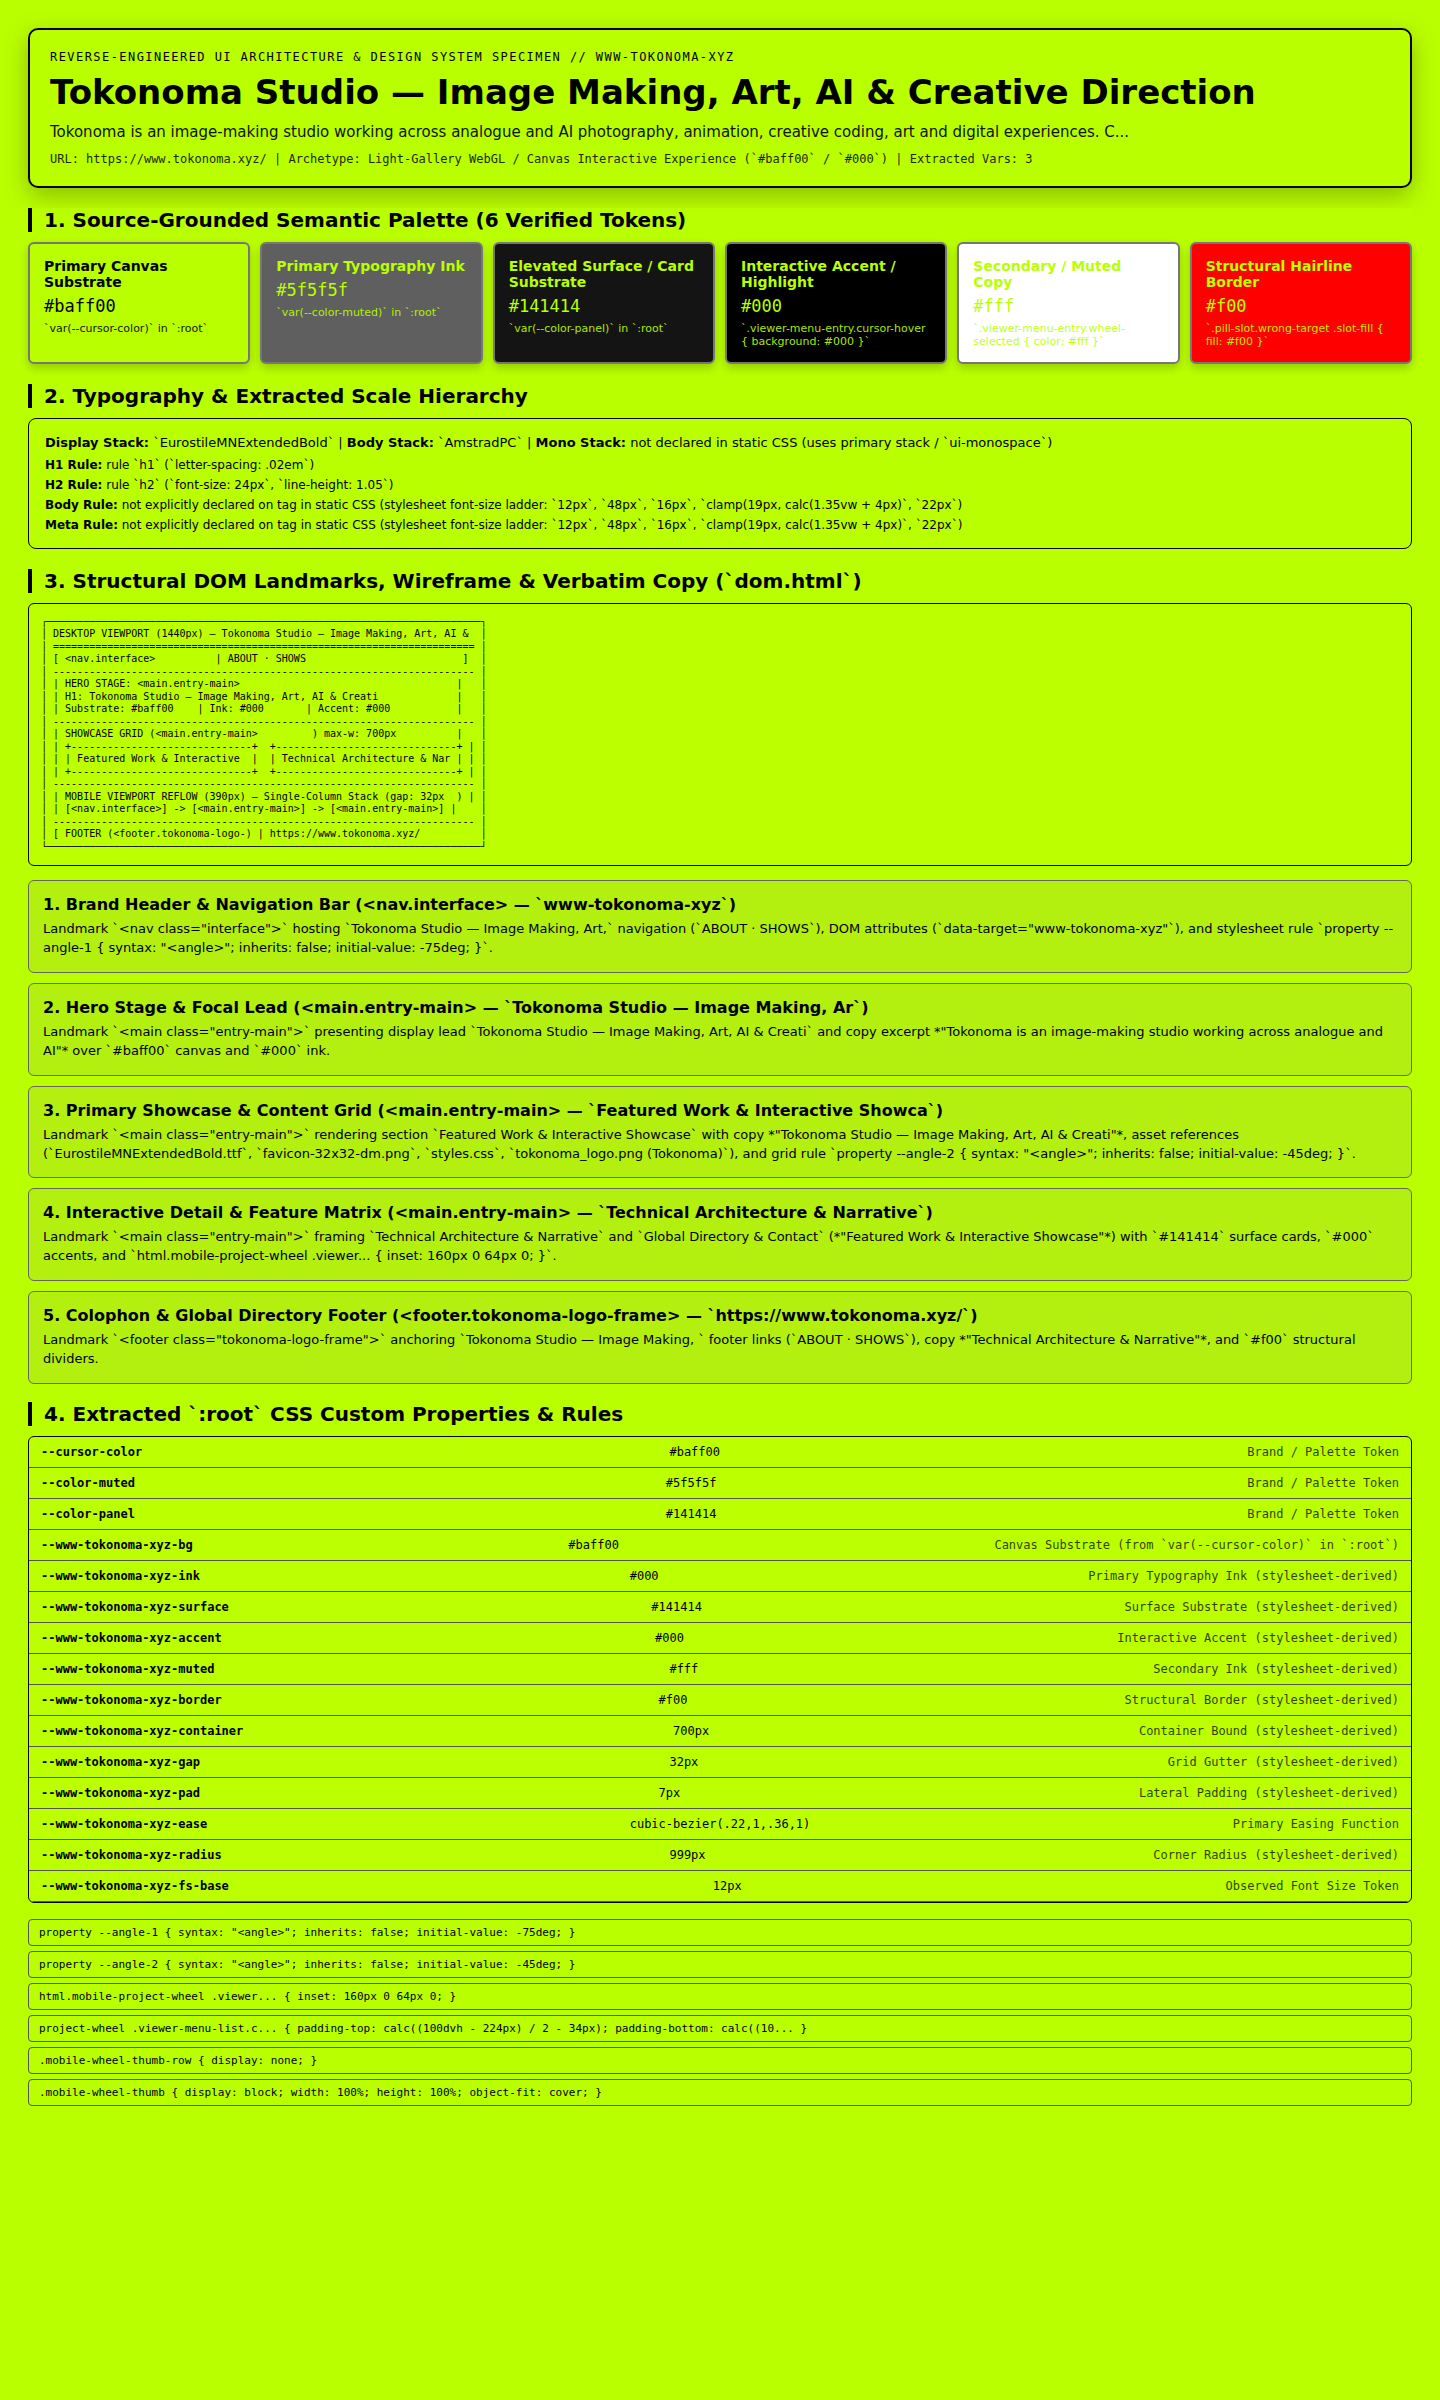 REVERSE-ENGINEERED UI ARCHITECTURE & DESIGN SYSTEM SPECIMEN // WWW-TOKONOMA-XYZ
Tokonoma Studio — Image Making, Art, AI & Creative Direction
Tokonoma is an image-making studio working across analogue and AI photography, animation, creative coding, art and digital experiences. C...
URL: https://www.tokonoma.xyz/ | Archetype: Light-Gallery WebGL / Canvas Interactive Experience (`#baff00` / `#000`) | Extracted Vars: 3
1. Source-Grounded Semantic Palette (6 Verified Tokens)
Primary Canvas
Substrate
#baff00
`var(--cursor-color)` in `:root`
Primary Typography Ink
#5f5f5f
`var(--color-muted)` in `:root`
Elevated Surface / Card
Substrate
#141414
`var(--color-panel)` in `:root`
Interactive Accent /
Highlight
#000
`.viewer-menu-entry.cursor-hover
{ background: #000 }`
Secondary / Muted
Copy
#fff
`.viewer-menu-entry.wheel-
selected { color: #fff }`
Structural Hairline
Border
#f00
`.pill-slot.wrong-target .slot-fill {
fill: #f00 }`
2. Typography & Extracted Scale Hierarchy
Display Stack: `EurostileMNExtendedBold` | Body Stack: `AmstradPC` | Mono Stack: not declared in static CSS (uses primary stack / `ui-monospace`)
H1 Rule: rule `h1` (`letter-spacing: .02em`)
H2 Rule: rule `h2` (`font-size: 24px`, `line-height: 1.05`)
Body Rule: not explicitly declared on tag in static CSS (stylesheet font-size ladder: `12px`, `48px`, `16px`, `clamp(19px, calc(1.35vw + 4px)`, `22px`)
Meta Rule: not explicitly declared on tag in static CSS (stylesheet font-size ladder: `12px`, `48px`, `16px`, `clamp(19px, calc(1.35vw + 4px)`, `22px`)
3. Structural DOM Landmarks, Wireframe & Verbatim Copy (`dom.html`)
DESKTOP VIEWPORT (1440px) — Tokonoma Studio — Image Making, Art, AI &
======================================================================
[ <nav.interface> | ABOUT · SHOWS ]
----------------------------------------------------------------------
| HERO STAGE: <main.entry-main> |
| H1: Tokonoma Studio — Image Making, Art, AI & Creati |
| Substrate: #baff00 | Ink: #000 | Accent: #000 |
----------------------------------------------------------------------
| SHOWCASE GRID (<main.entry-main> ) max-w: 700px |
| +------------------------------+ +------------------------------+ |
| | Featured Work & Interactive | | Technical Architecture & Nar | |
| +------------------------------+ +------------------------------+ |
----------------------------------------------------------------------
| MOBILE VIEWPORT REFLOW (390px) — Single-Column Stack (gap: 32px ) |
| [<nav.interface>] -> [<main.entry-main>] -> [<main.entry-main>] |
----------------------------------------------------------------------
[ FOOTER (<footer.tokonoma-logo-) | https://www.tokonoma.xyz/
1. Brand Header & Navigation Bar (<nav.interface> — `www-tokonoma-xyz`)
Landmark `<nav class="interface">` hosting `Tokonoma Studio — Image Making, Art,` navigation (`ABOUT · SHOWS`), DOM attributes (`data-target="www-tokonoma-xyz"`), and stylesheet rule `property --
angle-1 { syntax: "<angle>"; inherits: false; initial-value: -75deg; }`.
2. Hero Stage & Focal Lead (<main.entry-main> — `Tokonoma Studio — Image Making, Ar`)
Landmark `<main class="entry-main">` presenting display lead `Tokonoma Studio — Image Making, Art, AI & Creati` and copy excerpt *"Tokonoma is an image-making studio working across analogue and
AI"* over `#baff00` canvas and `#000` ink.
3. Primary Showcase & Content Grid (<main.entry-main> — `Featured Work & Interactive Showca`)
Landmark `<main class="entry-main">` rendering section `Featured Work & Interactive Showcase` with copy *"Tokonoma Studio — Image Making, Art, AI & Creati"*, asset references
(`EurostileMNExtendedBold.ttf`, `favicon-32x32-dm.png`, `styles.css`, `tokonoma_logo.png (Tokonoma)`), and grid rule `property --angle-2 { syntax: "<angle>"; inherits: false; initial-value: -45deg; }`.
4. Interactive Detail & Feature Matrix (<main.entry-main> — `Technical Architecture & Narrative`)
Landmark `<main class="entry-main">` framing `Technical Architecture & Narrative` and `Global Directory & Contact` (*"Featured Work & Interactive Showcase"*) with `#141414` surface cards, `#000`
accents, and `html.mobile-project-wheel .viewer... { inset: 160px 0 64px 0; }`.
5. Colophon & Global Directory Footer (<footer.tokonoma-logo-frame> — `https://www.tokonoma.xyz/`)
Landmark `<footer class="tokonoma-logo-frame">` anchoring `Tokonoma Studio — Image Making, ` footer links (`ABOUT · SHOWS`), copy *"Technical Architecture & Narrative"*, and `#f00` structural
dividers.
4. Extracted `:root` CSS Custom Properties & Rules
--cursor-color #baff00 Brand / Palette Token
--color-muted #5f5f5f Brand / Palette Token
--color-panel #141414 Brand / Palette Token
--www-tokonoma-xyz-bg #baff00 Canvas Substrate (from `var(--cursor-color)` in `:root`)
--www-tokonoma-xyz-ink #000 Primary Typography Ink (stylesheet-derived)
--www-tokonoma-xyz-surface #141414 Surface Substrate (stylesheet-derived)
--www-tokonoma-xyz-accent #000 Interactive Accent (stylesheet-derived)
--www-tokonoma-xyz-muted #fff Secondary Ink (stylesheet-derived)
--www-tokonoma-xyz-border #f00 Structural Border (stylesheet-derived)
--www-tokonoma-xyz-container 700px Container Bound (stylesheet-derived)
--www-tokonoma-xyz-gap 32px Grid Gutter (stylesheet-derived)
--www-tokonoma-xyz-pad 7px Lateral Padding (stylesheet-derived)
--www-tokonoma-xyz-ease cubic-bezier(.22,1,.36,1) Primary Easing Function
--www-tokonoma-xyz-radius 999px Corner Radius (stylesheet-derived)
--www-tokonoma-xyz-fs-base 12px Observed Font Size Token
property --angle-1 { syntax: "<angle>"; inherits: false; initial-value: -75deg; }
property --angle-2 { syntax: "<angle>"; inherits: false; initial-value: -45deg; }
html.mobile-project-wheel .viewer... { inset: 160px 0 64px 0; }
project-wheel .viewer-menu-list.c... { padding-top: calc((100dvh - 224px) / 2 - 34px); padding-bottom: calc((10... }
.mobile-wheel-thumb-row { display: none; }
.mobile-wheel-thumb { display: block; width: 100%; height: 100%; object-fit: cover; }